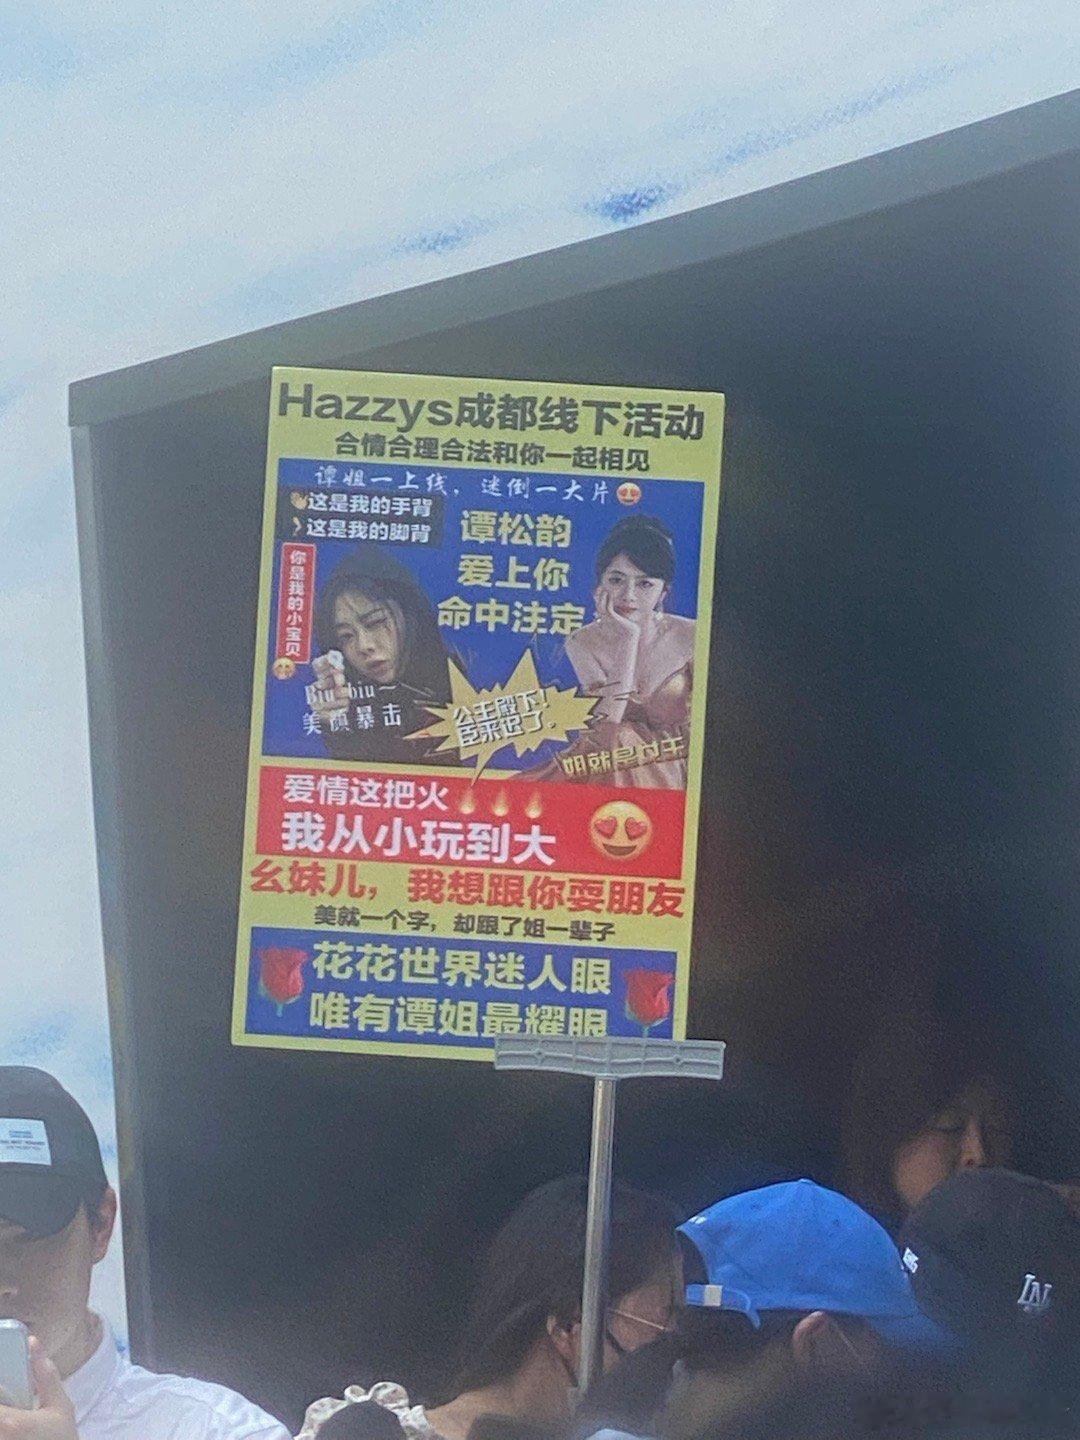 Hazzys成都线下活动
合情合理合法和你一起相见
谭姐一上线，迷倒一大片
这是我的手背
这是我的脚背
谭松韵
爱上你
命中注定
你是我的小宝贝
Biu biu～
美颜暴击
公主殿下！
臣来迟了。
姐就是女王
爱情这把火
我从小玩到大
幺妹儿，我想跟你耍朋友
美就一个字，却跟了姐一辈子
花花世界迷人眼
唯有谭姐最耀眼
LA